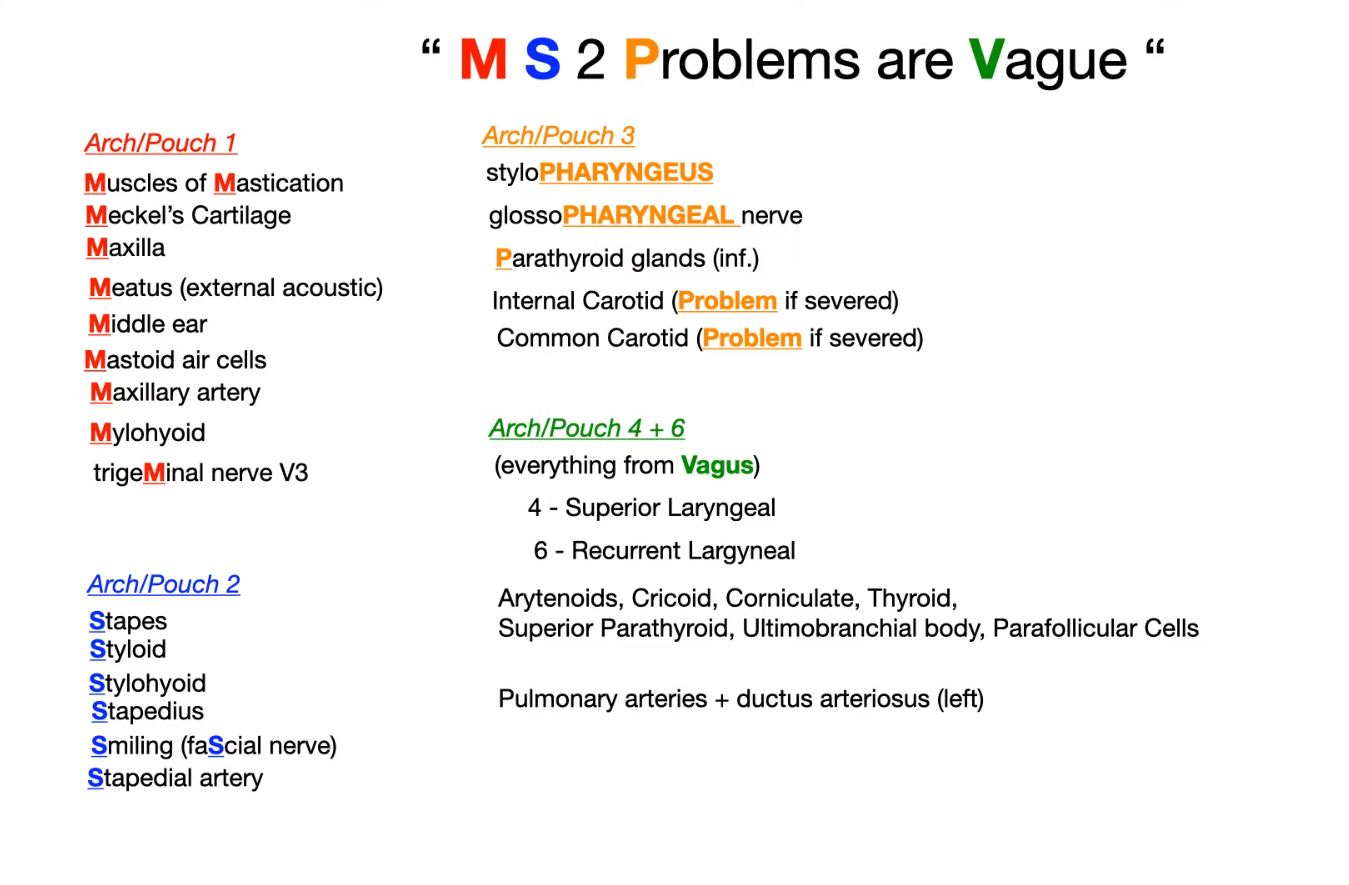 “ M S 2 Problems are Vague “
Arch/Pouch 1
Muscles of Mastication
Meckel’s Cartilage
Maxilla
Meatus (external acoustic)
Middle ear
Mastoid air cells
Maxillary artery
Mylohyoid
trigeMinal nerve V3
Arch/Pouch 2
Stapes
Styloid
Stylohyoid
Stapedius
Smiling (faScial nerve)
Stapedial artery
Arch/Pouch 3
styloPHARYNGEUS
glossoPHARYNGEAL nerve
Parathyroid glands (inf.)
Internal Carotid (Problem if severed)
Common Carotid (Problem if severed)
Arch/Pouch 4 + 6
(everything from Vagus)
4 - Superior Laryngeal
6 - Recurrent Largyneal
Arytenoids, Cricoid, Corniculate, Thyroid,
Superior Parathyroid, Ultimobranchial body, Parafollicular Cells
Pulmonary arteries + ductus arteriosus (left)